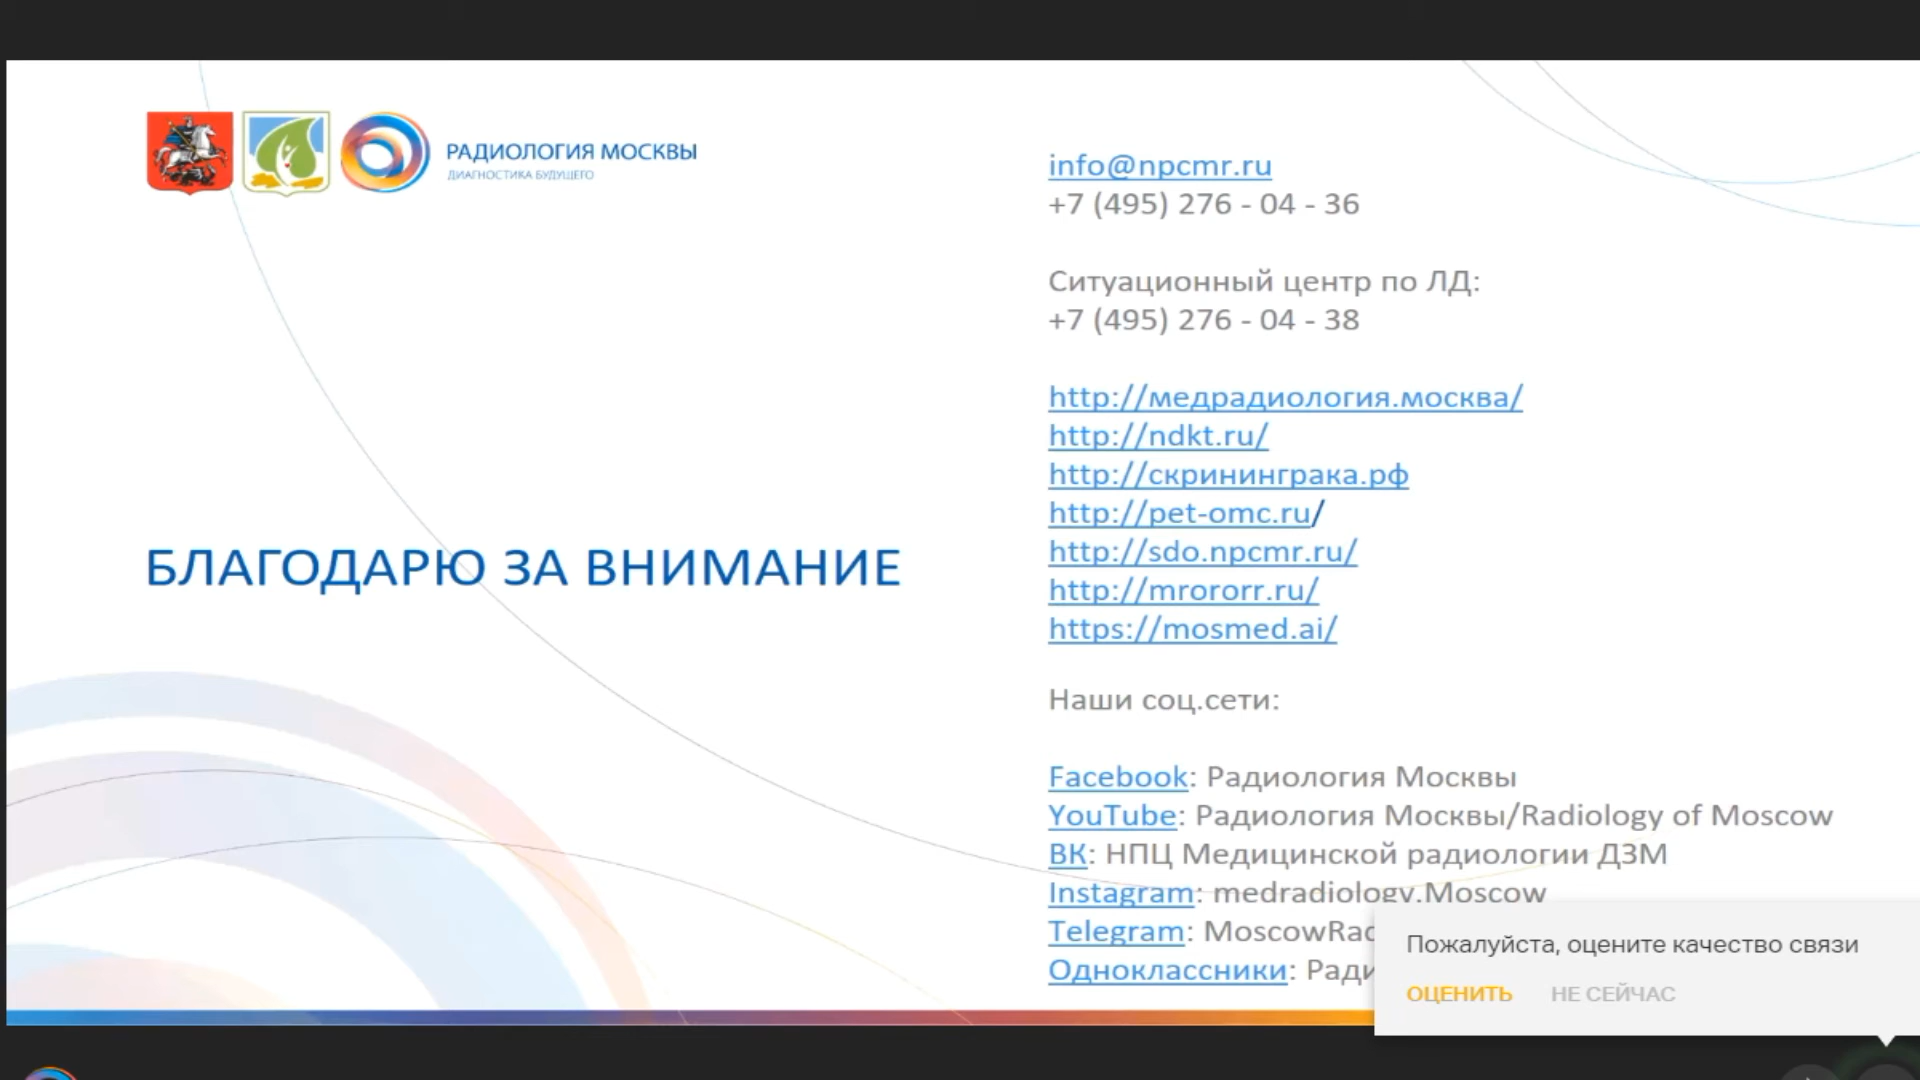 РАДИОЛОГИЯ МОСКВЫ
ДИАГНОСТИКА БУДУЩЕГО
БЛАГОДАРЮ ЗА ВНИМАНИЕ
info@npcmr.ru
+7 (495) 276 - 04 - 36
Ситуационный центр по ЛД:
+7 (495) 276 - 04 - 38
http://медрадиология.москва/
http://ndkt.ru/
http://скрининграка.рф
http://pet-omc.ru/
http://sdo.npcmr.ru/
http://mrororr.ru/
https://mosmed.ai/
Наши соц.сети:
Facebook: Радиология Москвы
YouTube: Радиология Москвы/Radiology of Moscow
ВК: НПЦ Медицинской радиологии ДЗМ
Instagram: medradiology.Moscow
Telegram:
Одноклассники:
Пожалуйста, оцените качество связи
ОЦЕНИТЬ НЕ СЕЙЧАС